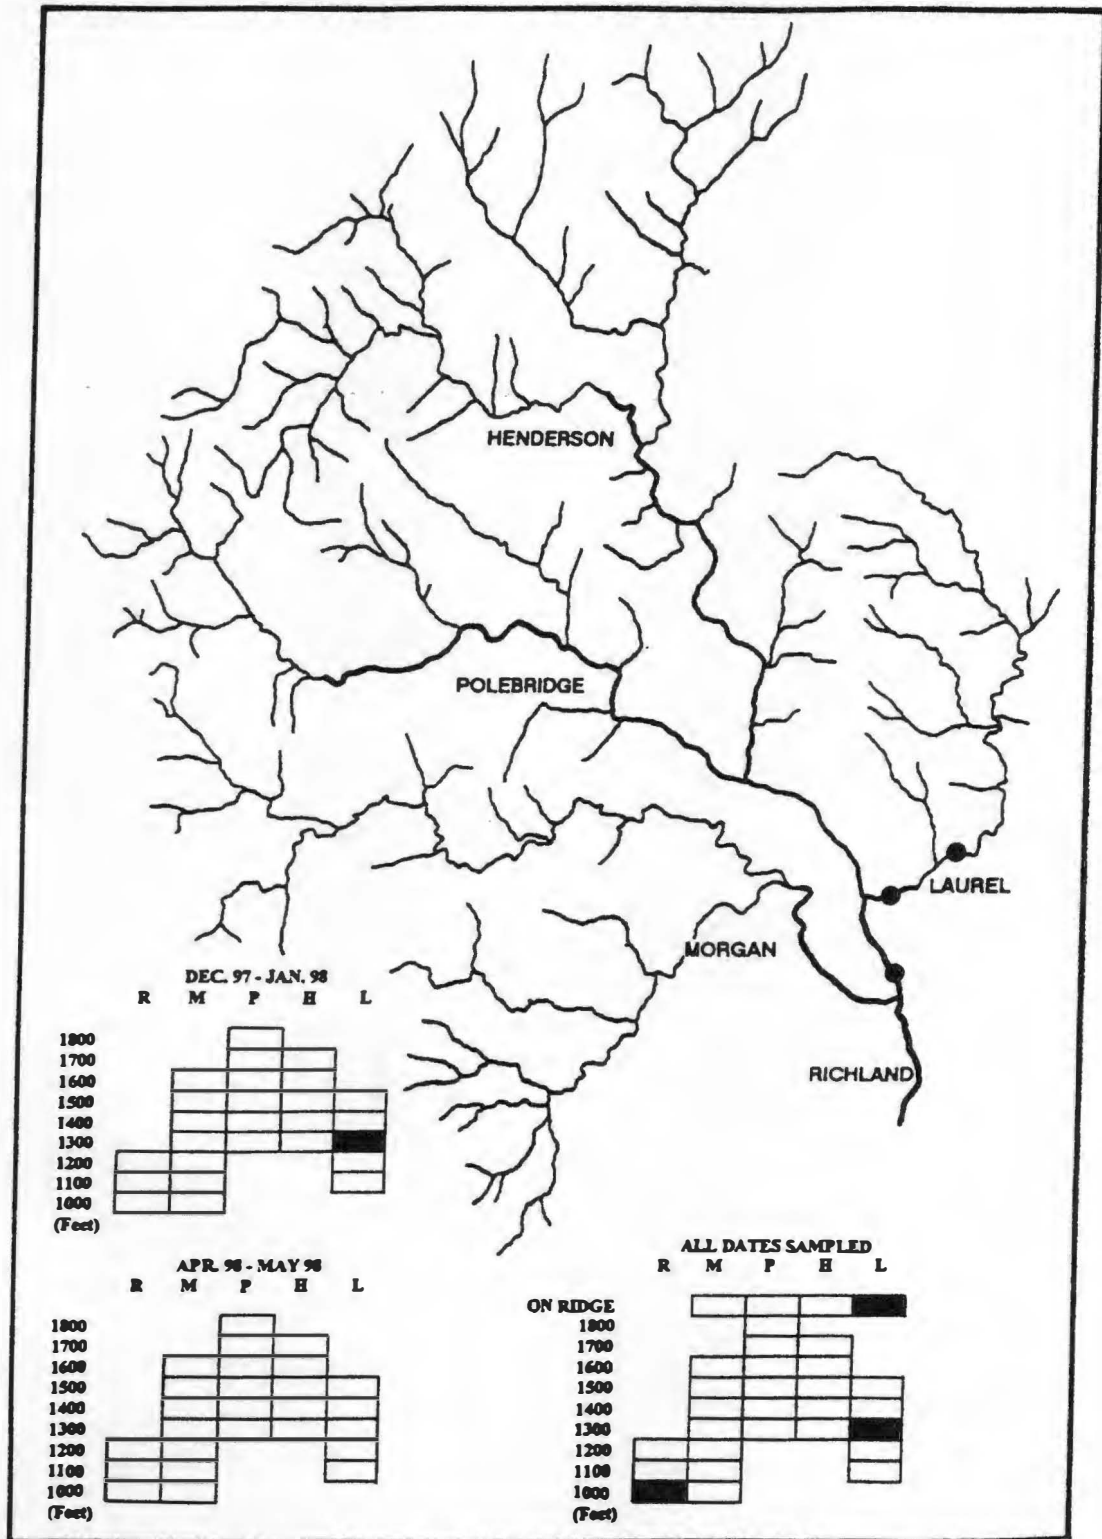 HENDERSON
POLEBRIDGE
LAUREL
MORGAN
RICHLAND
DEC. 97 - JAN. 98
R M P H L
1800
1700
1600
1500
1400
1300
1200
1100
1000
(Feet)
APR. 98 - MAY 98
R M P H L
1800
1700
1600
1500
1400
1300
1200
1100
1000
(Feet)
ALL DATES SAMPLED
R M P H L
ON RIDGE
1800
1700
1600
1500
1400
1300
1200
1100
1000
(Feet)